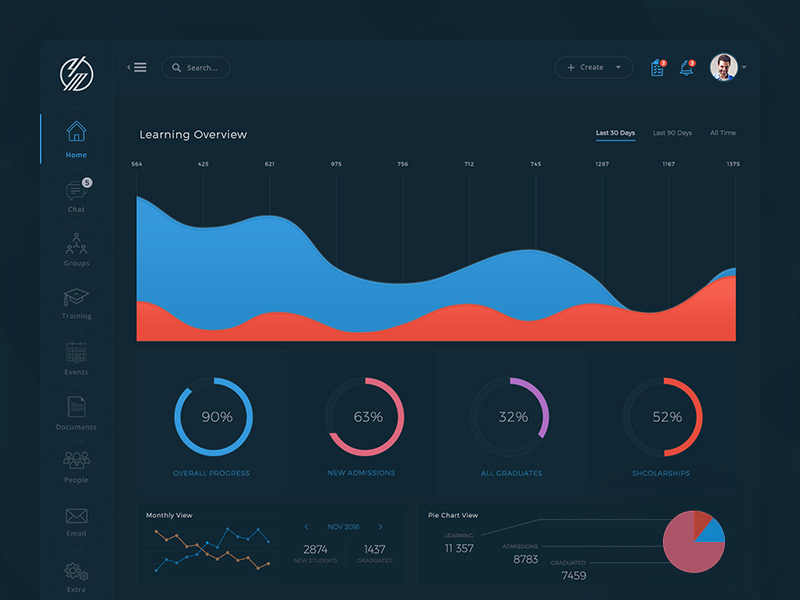 Search...
Create
3
3
Learning Overview
Last 30 Days Last 90 Days All Time
564 425 621 975 756 712 745 1287 1167 1375
Home
5
Chat
Groups
Training
Events
Documents
People
Email
Extra
90% 63% 32% 52%
OVERALL PROGRESS NEW ADMISSIONS ALL GRADUATES SHCOLARSHIPS
Monthly View
NOV 2016
2874 1437
NEW STUDENTS GRADUATED
Pie Chart View
LEARNING
11 357
ADMISSIONS
8783
GRADUATED
7459